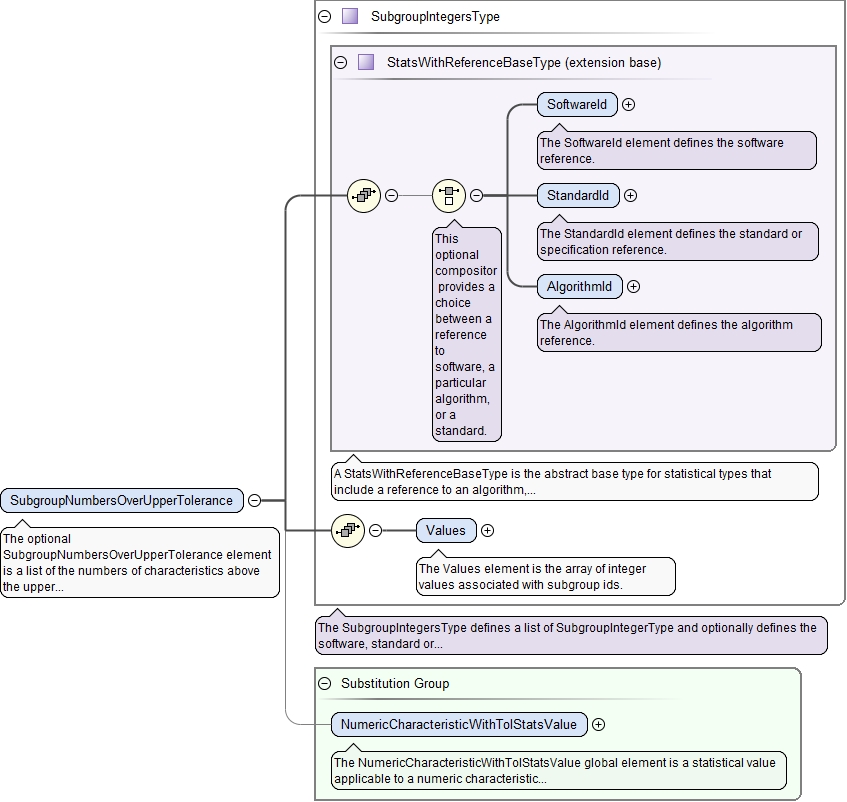 SubgroupIntegersType
StatsWithReferenceBaseType (extension base)
SoftwareId
The SoftwareId element defines the software
reference.
StandardId
The StandardId element defines the standard or
specification reference.
AlgorithmId
The AlgorithmId element defines the algorithm
reference.
This
optional
compositor
provides a
choice
between a
reference
to
software, a
particular
algorithm,
or a
standard.
A StatsWithReferenceBaseType is the abstract base type for statistical types that
include a reference to an algorithm,...
SubgroupNumbersOverUpperTolerance
The optional
SubgroupNumbersOverUpperTolerance element
is a list of the numbers of characteristics above
the upper...
Values
The Values element is the array of integer
values associated with subgroup ids.
The SubgroupIntegersType defines a list of SubgroupIntegerType and optionally defines the
software, standard or...
Substitution Group
NumericCharacteristicWithTolStatsValue
The NumericCharacteristicWithTolStatsValue global element is a statistical value
applicable to a numeric characteristic...